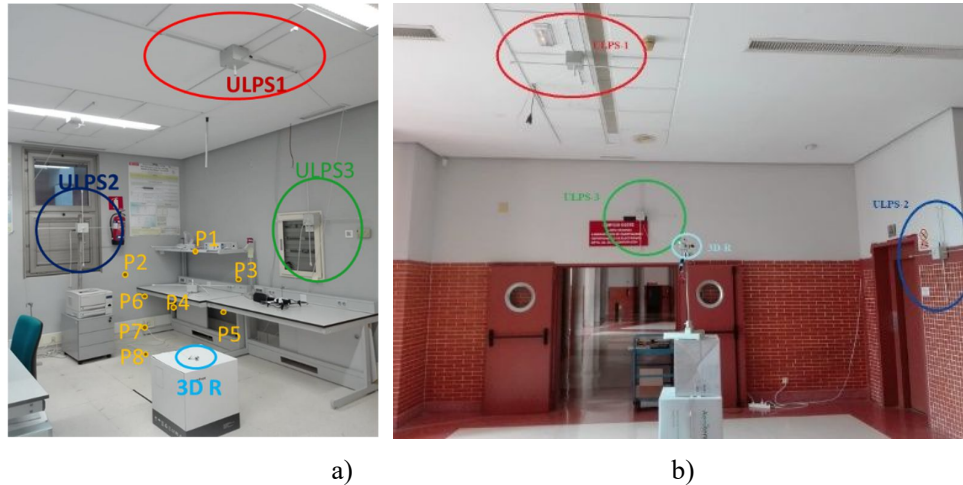 ULPS1
ULPS2
ULPS3
P1
P2
P3
P6
P4
P5
P7
P8
3D R
ULPS-1
ULPS-3
ULPS-2
3D-R
a)
b)